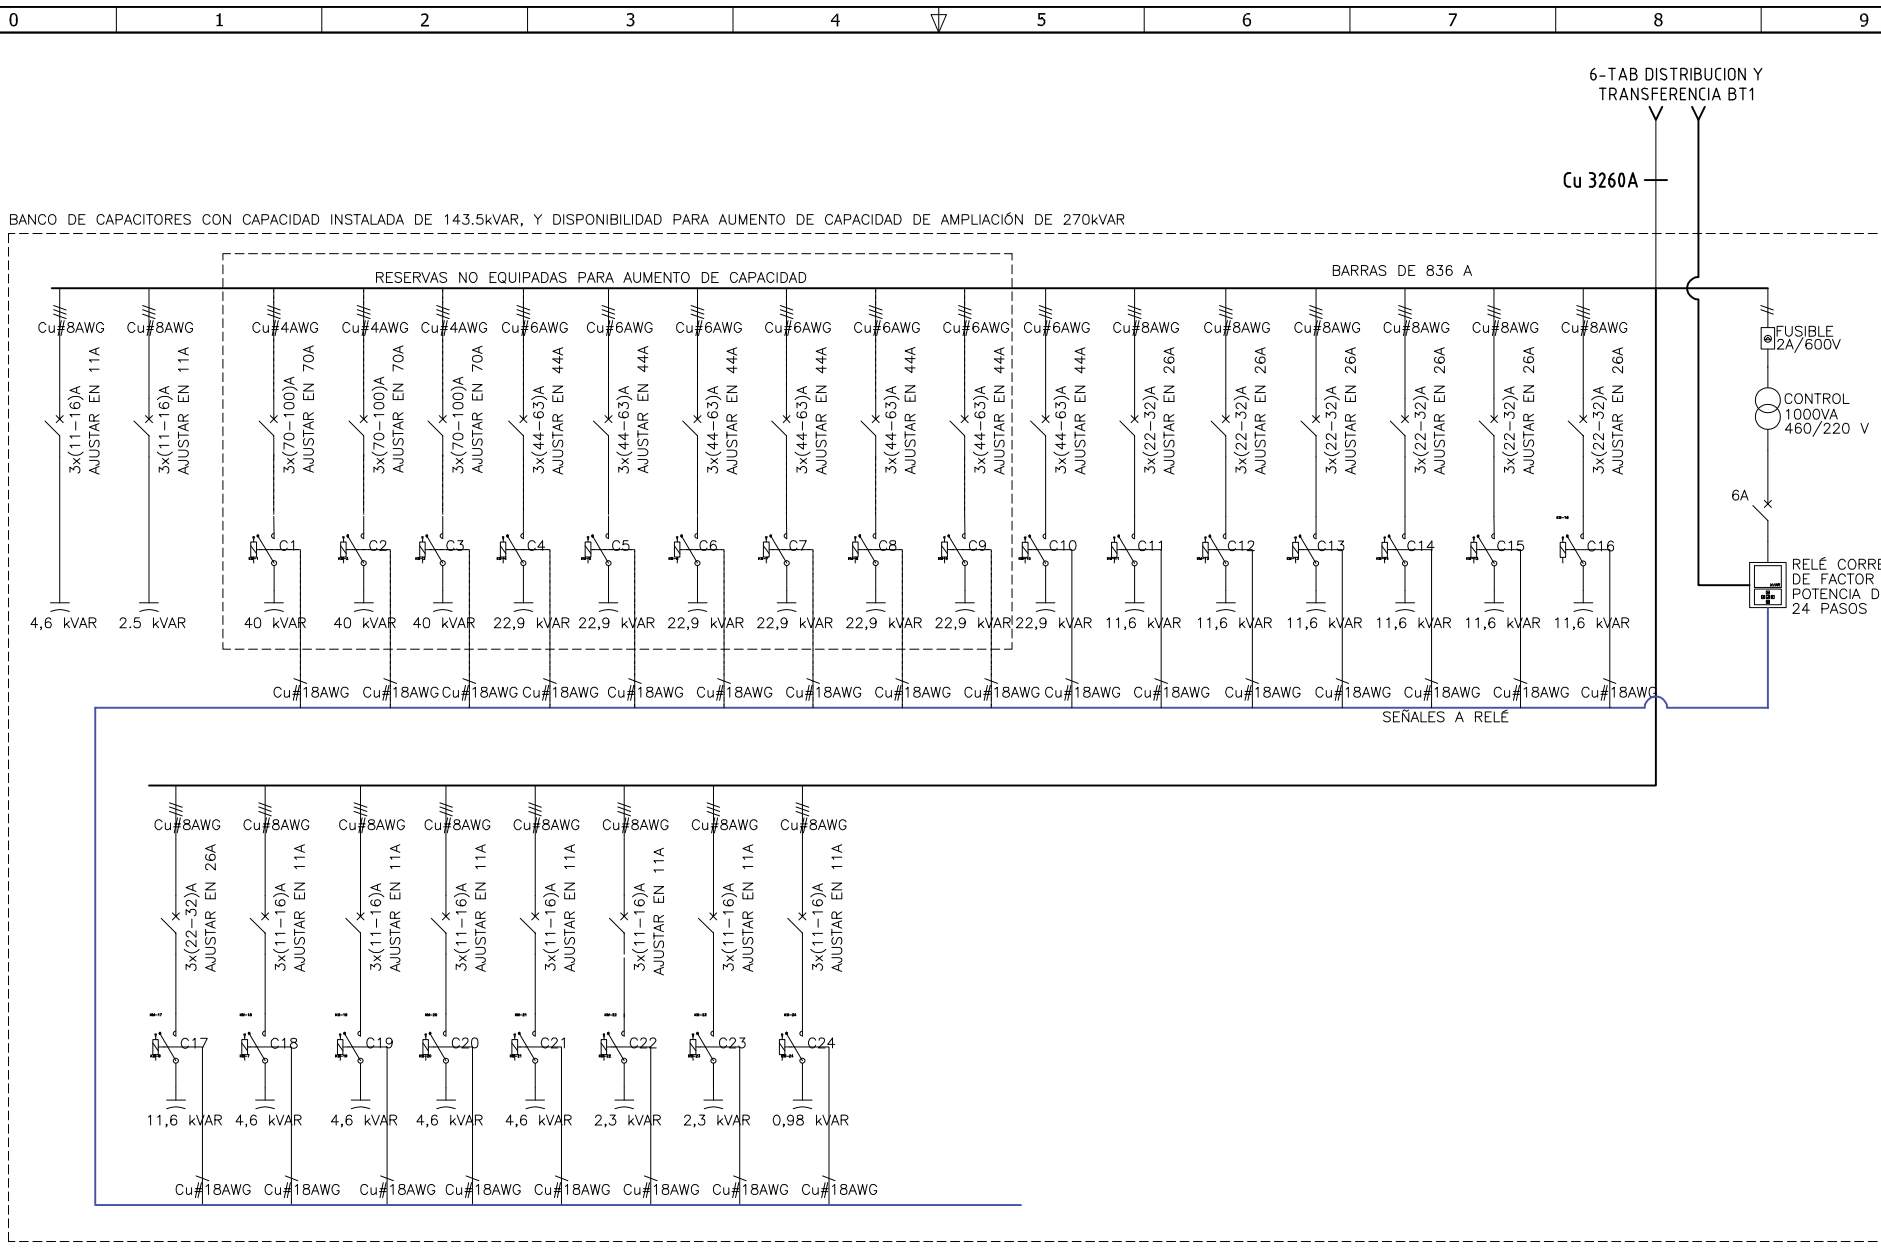 0 1 2 3 4 5 6 7 8 9
6-TAB DISTRIBUCION Y
TRANSFERENCIA BT1
Cu 3260A
BANCO DE CAPACITORES CON CAPACIDAD INSTALADA DE 143.5kVAR, Y DISPONIBILIDAD PARA AUMENTO DE CAPACIDAD DE AMPLIACIÓN DE 270kVAR
RESERVAS NO EQUIPADAS PARA AUMENTO DE CAPACIDAD
BARRAS DE 836 A
Cu#8AWG Cu#8AWG Cu#4AWG Cu#4AWG Cu#4AWG Cu#6AWG Cu#6AWG Cu#6AWG Cu#6AWG Cu#6AWG Cu#6AWG Cu#6AWG Cu#8AWG Cu#8AWG Cu#8AWG Cu#8AWG Cu#8AWG Cu#8AWG
FUSIBLE
2A/600V
3x(11-16)A
AJUSTAR EN 11A
3x(11-16)A
AJUSTAR EN 11A
3x(70-100)A
AJUSTAR EN 70A
3x(70-100)A
AJUSTAR EN 70A
3x(70-100)A
AJUSTAR EN 70A
3x(44-63)A
AJUSTAR EN 44A
3x(44-63)A
AJUSTAR EN 44A
3x(44-63)A
AJUSTAR EN 44A
3x(44-63)A
AJUSTAR EN 44A
3x(44-63)A
AJUSTAR EN 44A
3x(44-63)A
AJUSTAR EN 44A
3x(44-63)A
AJUSTAR EN 44A
3x(22-32)A
AJUSTAR EN 26A
3x(22-32)A
AJUSTAR EN 26A
3x(22-32)A
AJUSTAR EN 26A
3x(22-32)A
AJUSTAR EN 26A
3x(22-32)A
AJUSTAR EN 26A
3x(22-32)A
AJUSTAR EN 26A
CONTROL
1000VA
460/220 V
6A
C1 C2 C3 C4 C5 C6 C7 C8 C9 C10 C11 C12 C13 C14 C15 C16
RELÉ CORRE
DE FACTOR
POTENCIA D
24 PASOS
4,6 kVAR 2.5 kVAR 40 kVAR 40 kVAR 40 kVAR 22,9 kVAR 22,9 kVAR 22,9 kVAR 22,9 kVAR 22,9 kVAR 22,9 kVAR 22,9 kVAR 11,6 kVAR 11,6 kVAR 11,6 kVAR 11,6 kVAR 11,6 kVAR 11,6 kVAR
Cu#18AWG Cu#18AWG Cu#18AWG Cu#18AWG Cu#18AWG Cu#18AWG Cu#18AWG Cu#18AWG Cu#18AWG Cu#18AWG Cu#18AWG Cu#18AWG Cu#18AWG Cu#18AWG Cu#18AWG Cu#18AWG
SEÑALES A RELÉ
Cu#8AWG Cu#8AWG Cu#8AWG Cu#8AWG Cu#8AWG Cu#8AWG Cu#8AWG Cu#8AWG
3x(22-32)A
AJUSTAR EN 26A
3x(11-16)A
AJUSTAR EN 11A
3x(11-16)A
AJUSTAR EN 11A
3x(11-16)A
AJUSTAR EN 11A
3x(11-16)A
AJUSTAR EN 11A
3x(11-16)A
AJUSTAR EN 11A
3x(11-16)A
AJUSTAR EN 11A
3x(11-16)A
AJUSTAR EN 11A
C17 C18 C19 C20 C21 C22 C23 C24
11,6 kVAR 4,6 kVAR 4,6 kVAR 4,6 kVAR 4,6 kVAR 2,3 kVAR 2,3 kVAR 0,98 kVAR
Cu#18AWG Cu#18AWG Cu#18AWG Cu#18AWG Cu#18AWG Cu#18AWG Cu#18AWG Cu#18AWG